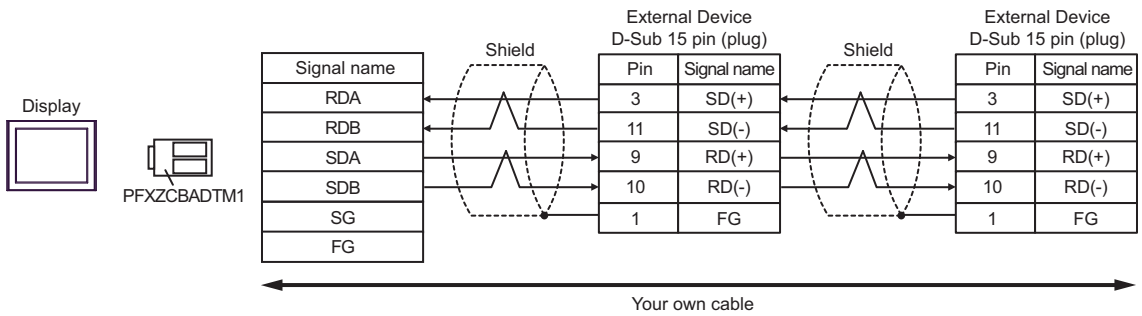 Display
PFXZCBADTM1
Signal name
RDA
RDB
SDA
SDB
SG
FG
Shield
External Device
D-Sub 15 pin (plug)
Pin Signal name
3 SD(+)
11 SD(-)
9 RD(+)
10 RD(-)
1 FG
Shield
External Device
D-Sub 15 pin (plug)
Pin Signal name
3 SD(+)
11 SD(-)
9 RD(+)
10 RD(-)
1 FG
Your own cable